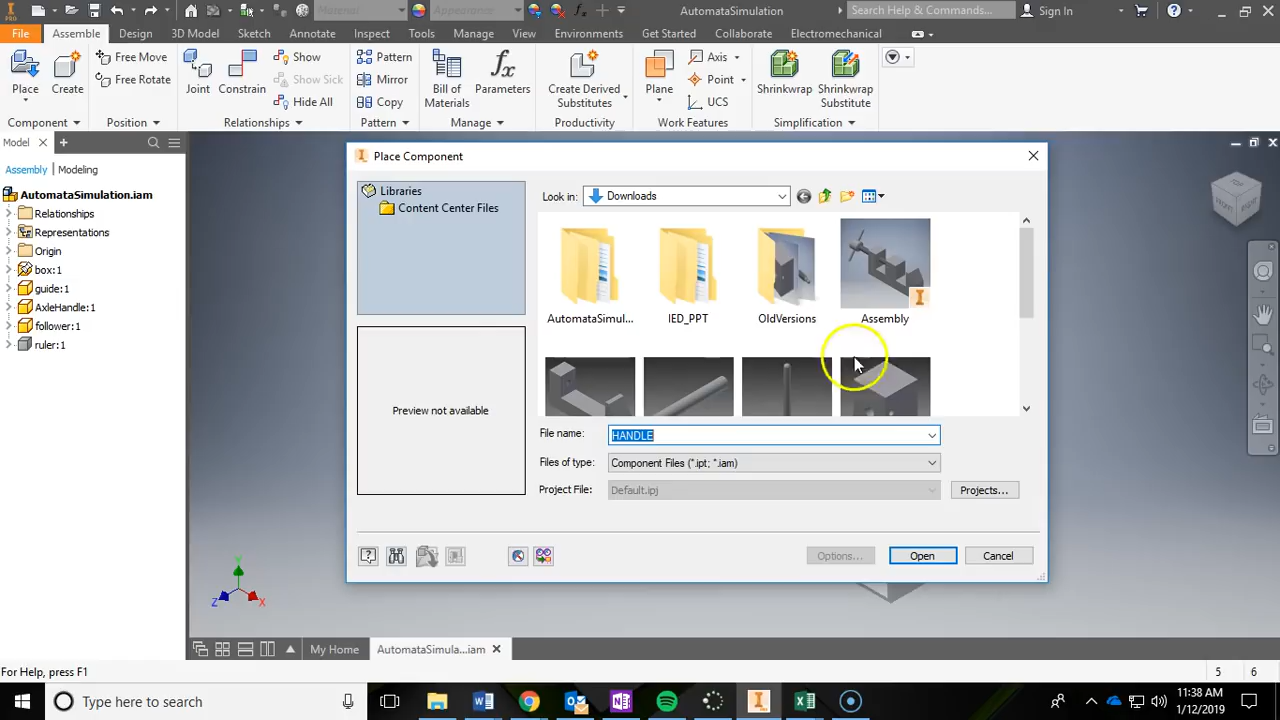 PRO
Material
Appearance
AutomataSimulation
Search Help & Commands...
Sign In
File
Assemble
Design
3D Model
Sketch
Annotate
Inspect
Tools
Manage
View
Environments
Get Started
Collaborate
Electromechanical
Place
Create
Free Move
Free Rotate
Joint
Constrain
Show
Show Sick
Hide All
Pattern
Mirror
Copy
Bill of
Materials
fx
Parameters
Create Derived
Substitutes
Plane
Axis
Point
UCS
Shrinkwrap
Shrinkwrap
Substitute
Component
Position
Relationships
Pattern
Manage
Productivity
Work Features
Simplification
Model
Assembly
Modeling
AutomataSimulation.iam
Relationships
Representations
Origin
box:1
guide:1
AxleHandle:1
follower:1
ruler:1
Place Component
Libraries
Content Center Files
Preview not available
Look in:
Downloads
AutomataSimul...
IED_PPT
OldVersions
Assembly
File name:
HANDLE
Files of type:
Component Files (*.ipt; *.iam)
Project File:
Default.ipj
Projects...
Options...
Open
Cancel
TOP
FRONT
RIGHT
Y
Z
X
My Home
AutomataSimula...iam
For Help, press F1
5
6
Type here to search
11:38 AM
1/12/2019